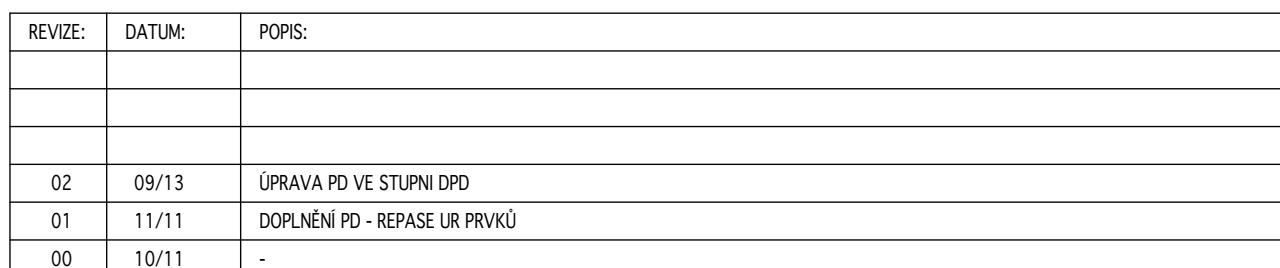 REVIZE: DATUM: POPIS:
02 09/13 ÚPRAVA PD VE STUPNI DPD
01 11/11 DOPLNĚNÍ PD - REPASE UR PRVKŮ
00 10/11 -